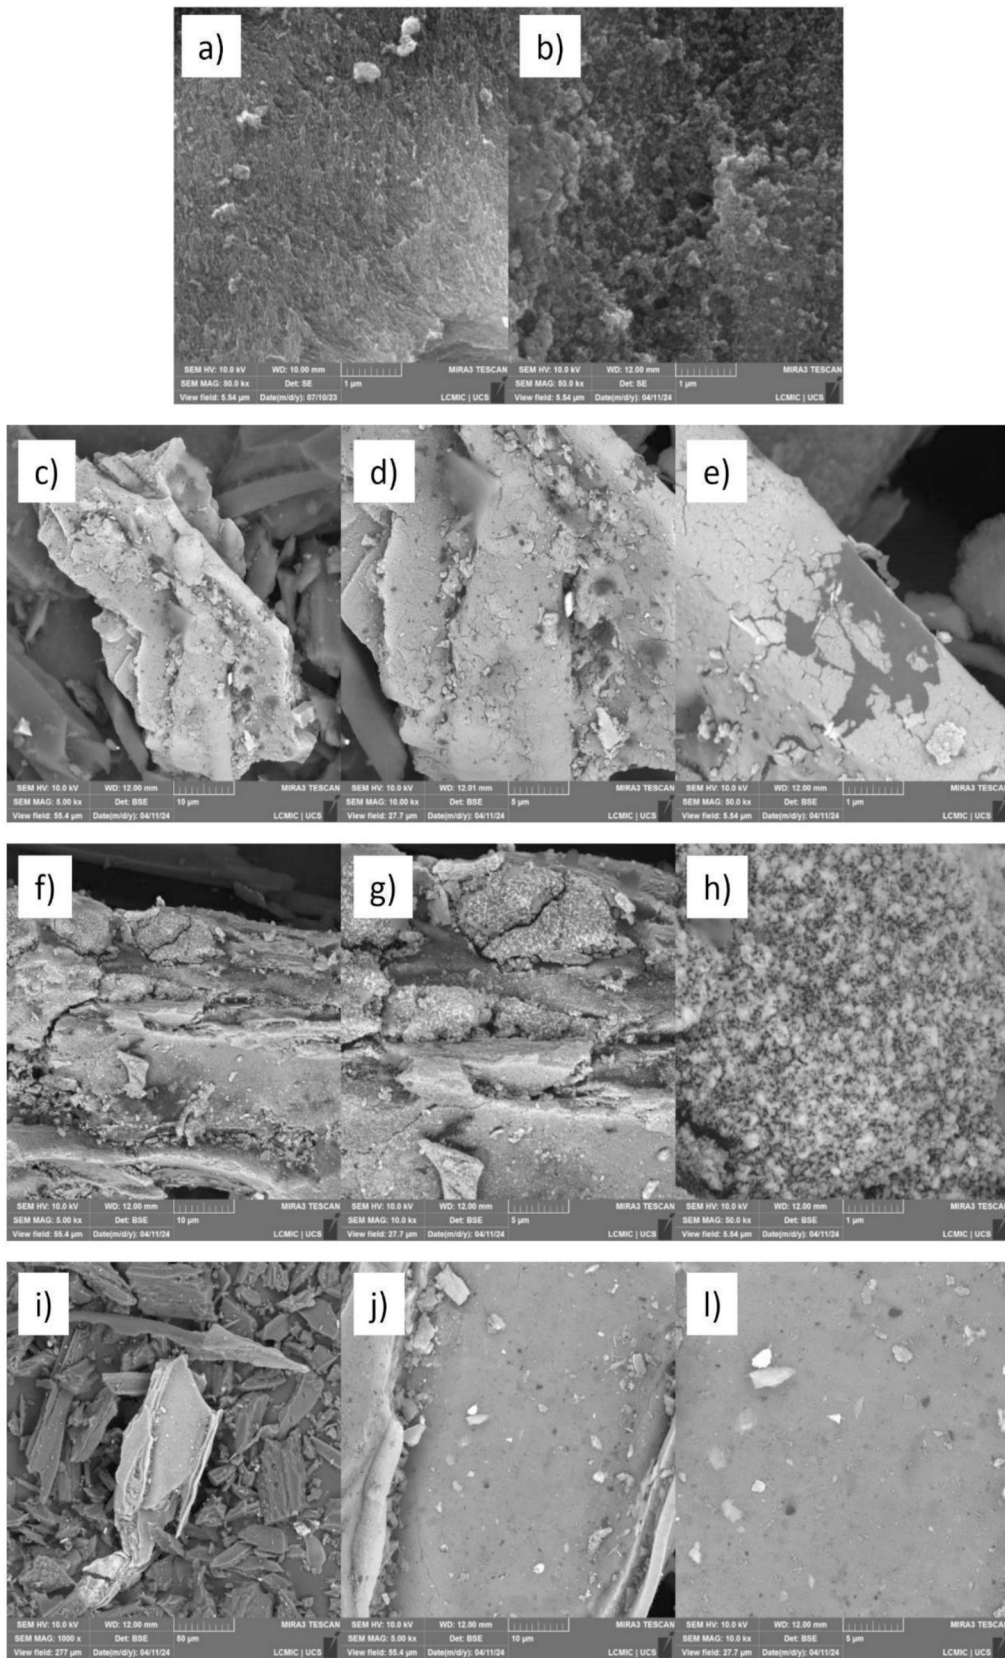 a)
b)
SEM HV: 10.0 kV WD: 10.00 mm MIRA3 TESCAN
SEM MAG: 50.0 kx Det: SE 1 µm
View field: 5.54 µm Date(m/d/y): 07/10/23 LCMIC | UCS
SEM HV: 10.0 kV WD: 12.00 mm MIRA3 TESCAN
SEM MAG: 50.0 kx Det: SE 1 µm
View field: 5.54 µm Date(m/d/y): 04/11/24 LCMIC | UCS
c)
d)
e)
SEM HV: 10.0 kV WD: 12.00 mm MIRA3 TESCAN
SEM MAG: 5.00 kx Det: BSE 10 µm
View field: 55.4 µm Date(m/d/y): 04/11/24 LCMIC | UCS
SEM HV: 10.0 kV WD: 12.01 mm MIRA3 TESCAN
SEM MAG: 10.00 kx Det: BSE 5 µm
View field: 27.7 µm Date(m/d/y): 04/11/24 LCMIC | UCS
SEM HV: 10.0 kV WD: 12.00 mm MIRA3 TESCAN
SEM MAG: 50.0 kx Det: BSE 1 µm
View field: 5.54 µm Date(m/d/y): 04/11/24 LCMIC | UCS
f)
g)
h)
SEM HV: 10.0 kV WD: 12.00 mm MIRA3 TESCAN
SEM MAG: 5.00 kx Det: BSE 10 µm
View field: 55.4 µm Date(m/d/y): 04/11/24 LCMIC | UCS
SEM HV: 10.0 kV WD: 12.00 mm MIRA3 TESCAN
SEM MAG: 10.0 kx Det: BSE 5 µm
View field: 27.7 µm Date(m/d/y): 04/11/24 LCMIC | UCS
SEM HV: 10.0 kV WD: 12.00 mm MIRA3 TESCAN
SEM MAG: 50.0 kx Det: BSE 1 µm
View field: 5.54 µm Date(m/d/y): 04/11/24 LCMIC | UCS
i)
j)
l)
SEM HV: 10.0 kV WD: 12.00 mm MIRA3 TESCAN
SEM MAG: 1000 x Det: BSE 50 µm
View field: 277 µm Date(m/d/y): 04/11/24 LCMIC | UCS
SEM HV: 10.0 kV WD: 12.00 mm MIRA3 TESCAN
SEM MAG: 5.00 kx Det: BSE 10 µm
View field: 55.4 µm Date(m/d/y): 04/11/24 LCMIC | UCS
SEM HV: 10.0 kV WD: 12.00 mm MIRA3 TESCAN
SEM MAG: 10.0 kx Det: BSE 5 µm
View field: 27.7 µm Date(m/d/y): 04/11/24 LCMIC | UCS